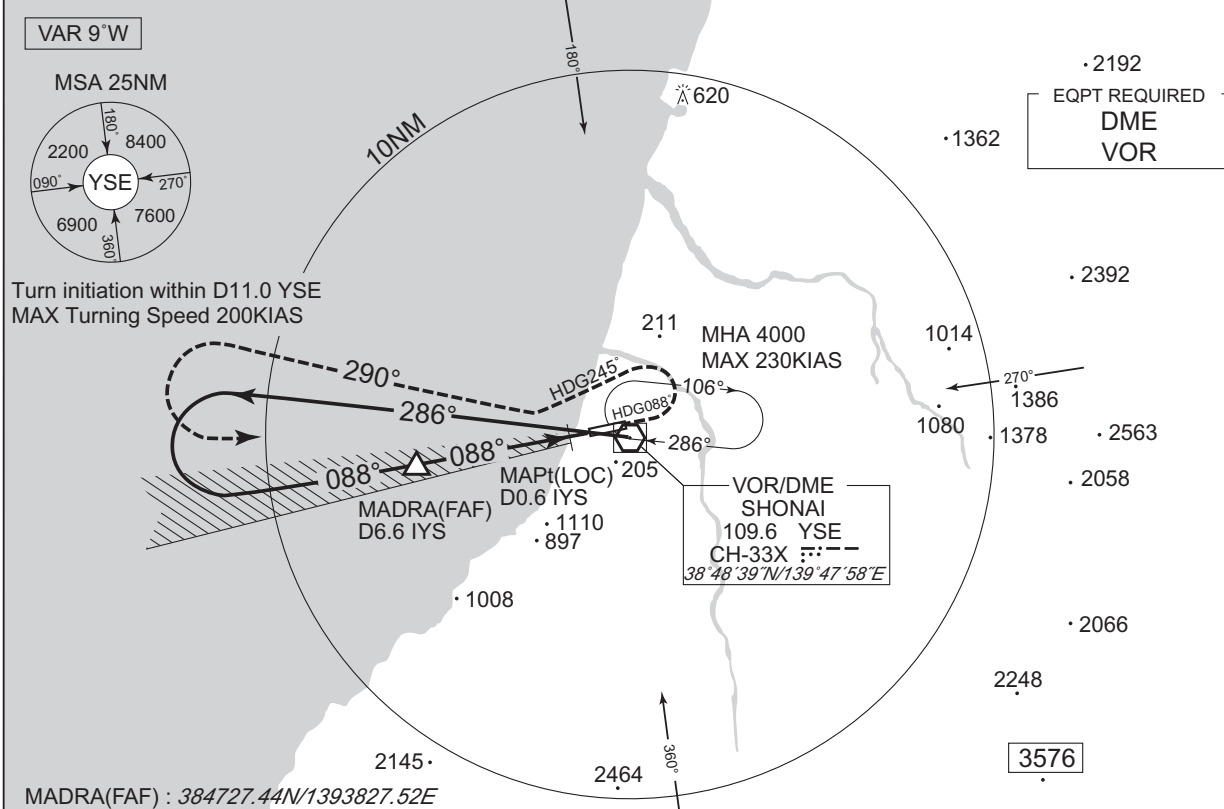 VAR 9°W
MSA 25NM
180°
2200
8400
090°
YSE
270°
6900
7600
360°
Turn initiation within D11.0 YSE
MAX Turning Speed 200KIAS
180°
620
10NM
2192
EQPT REQUIRED
DME
VOR
1362
2392
211
MHA 4000
MAX 230KIAS
1014
290°
HDG245°
106°
270°
1386
286°
HDG088°
1080
1378
2563
286°
088°
088°
MADRA(FAF)
D6.6 IYS
MAPt(LOC)
D0.6 IYS
205
2058
VOR/DME
SHONAI
109.6 YSE
CH-33X
38°48′39″N/139°47′58″E
1110
897
1008
2066
2248
360°
2145
2464
3576
MADRA(FAF) : 384727.44N/1393827.52E